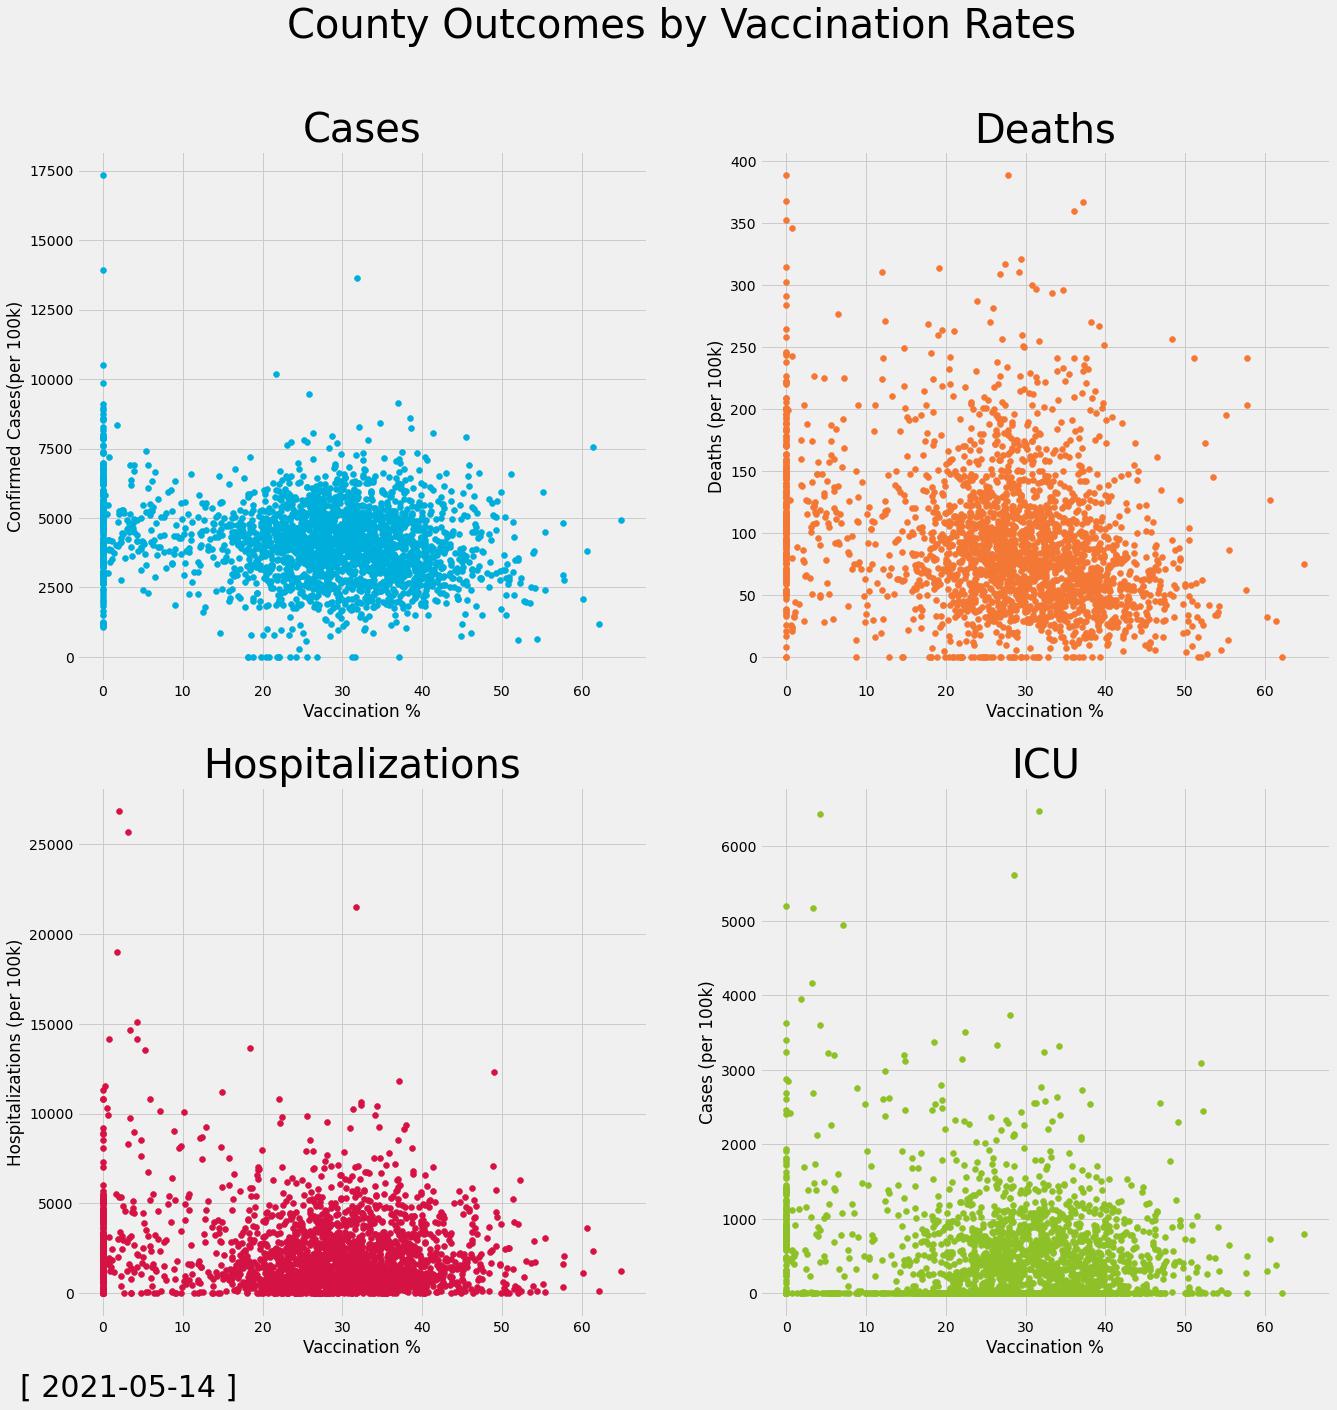 County Outcomes by Vaccination Rates
Cases
17500
15000
12500
10000
7500
5000
2500
0
Confirmed Cases(per 100k)
0 10 20 30 40 50 60
Vaccination %
Deaths
400
350
300
250
200
150
100
50
0
Deaths (per 100k)
0 10 20 30 40 50 60
Vaccination %
Hospitalizations
25000
20000
15000
10000
5000
0
Hospitalizations (per 100k)
0 10 20 30 40 50 60
Vaccination %
ICU
6000
5000
4000
3000
2000
1000
0
Cases (per 100k)
0 10 20 30 40 50 60
Vaccination %
[ 2021-05-14 ]